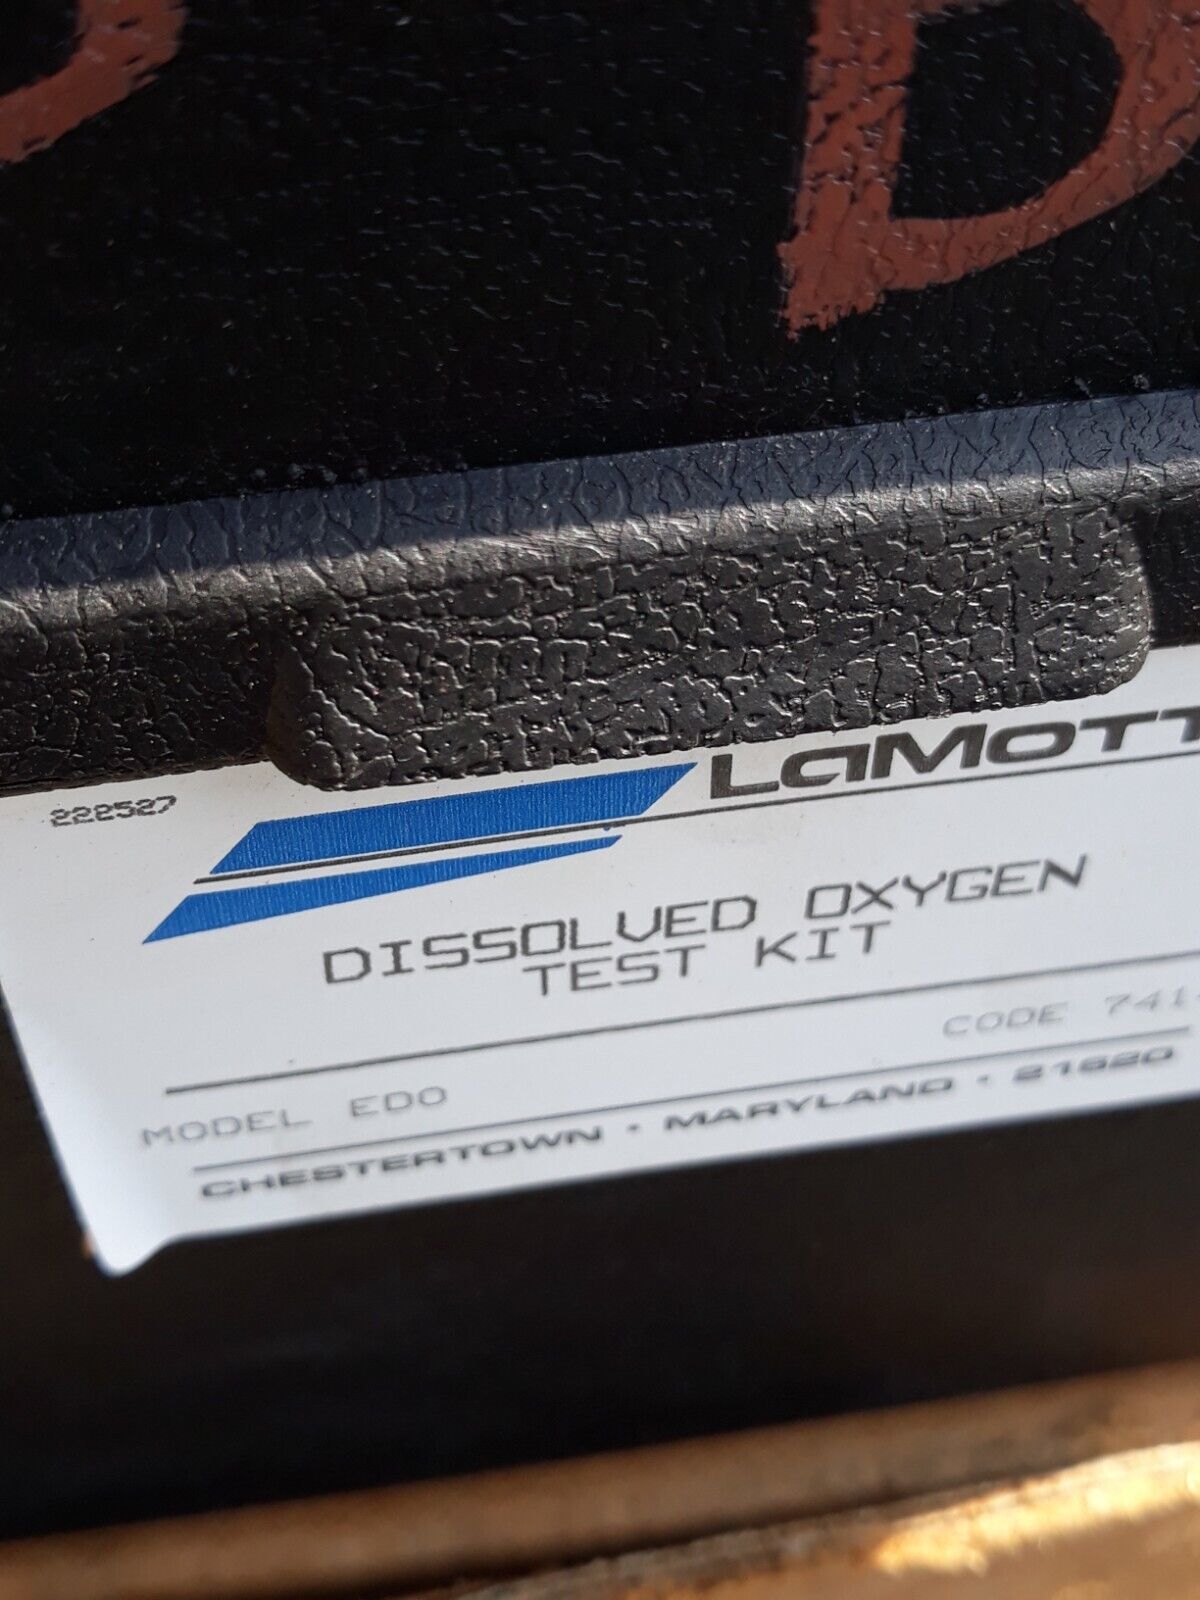 B
LaMOTT
222527
DISSOLVED OXYGEN
TEST KIT
CODE 741
MODEL EDO
CHESTERTOWN • MARYLAND • 21620